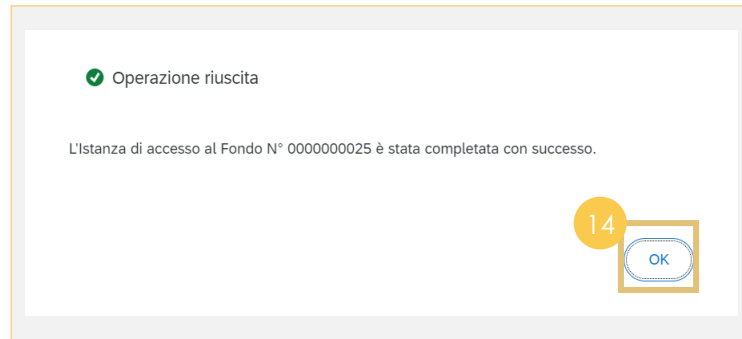 Operazione riuscita
L'Istanza di accesso al Fondo N° 0000000025 è stata completata con successo.
14
OK